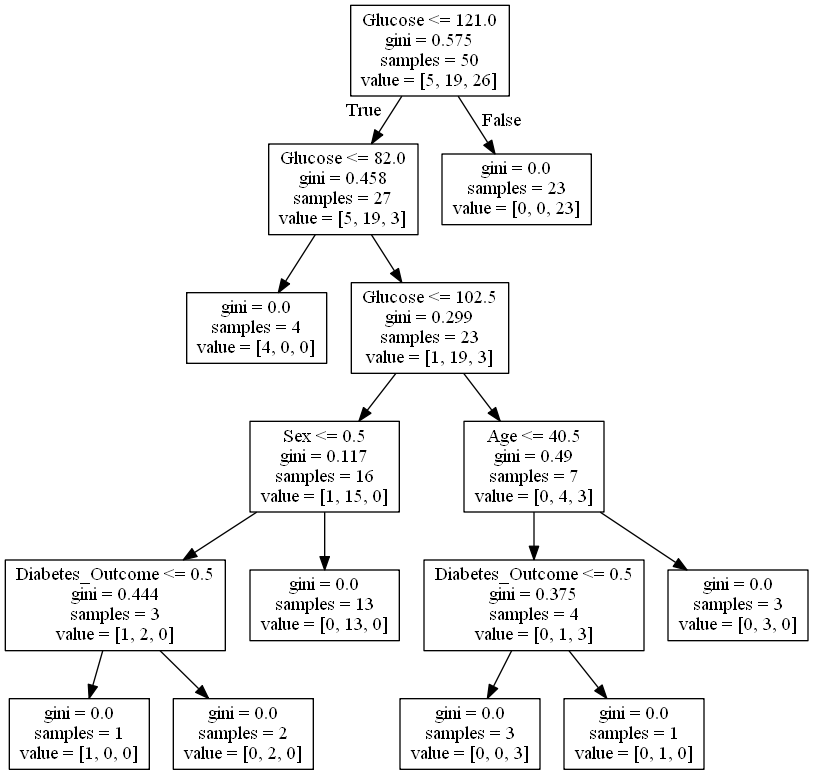 Glucose <= 121.0
gini = 0.575
samples = 50
value = [5, 19, 26]
True
False
Glucose <= 82.0
gini = 0.458
samples = 27
value = [5, 19, 3]
gini = 0.0
samples = 23
value = [0, 0, 23]
gini = 0.0
samples = 4
value = [4, 0, 0]
Glucose <= 102.5
gini = 0.299
samples = 23
value = [1, 19, 3]
Sex <= 0.5
gini = 0.117
samples = 16
value = [1, 15, 0]
Age <= 40.5
gini = 0.49
samples = 7
value = [0, 4, 3]
Diabetes_Outcome <= 0.5
gini = 0.444
samples = 3
value = [1, 2, 0]
gini = 0.0
samples = 13
value = [0, 13, 0]
Diabetes_Outcome <= 0.5
gini = 0.375
samples = 4
value = [0, 1, 3]
gini = 0.0
samples = 3
value = [0, 3, 0]
gini = 0.0
samples = 1
value = [1, 0, 0]
gini = 0.0
samples = 2
value = [0, 2, 0]
gini = 0.0
samples = 3
value = [0, 0, 3]
gini = 0.0
samples = 1
value = [0, 1, 0]